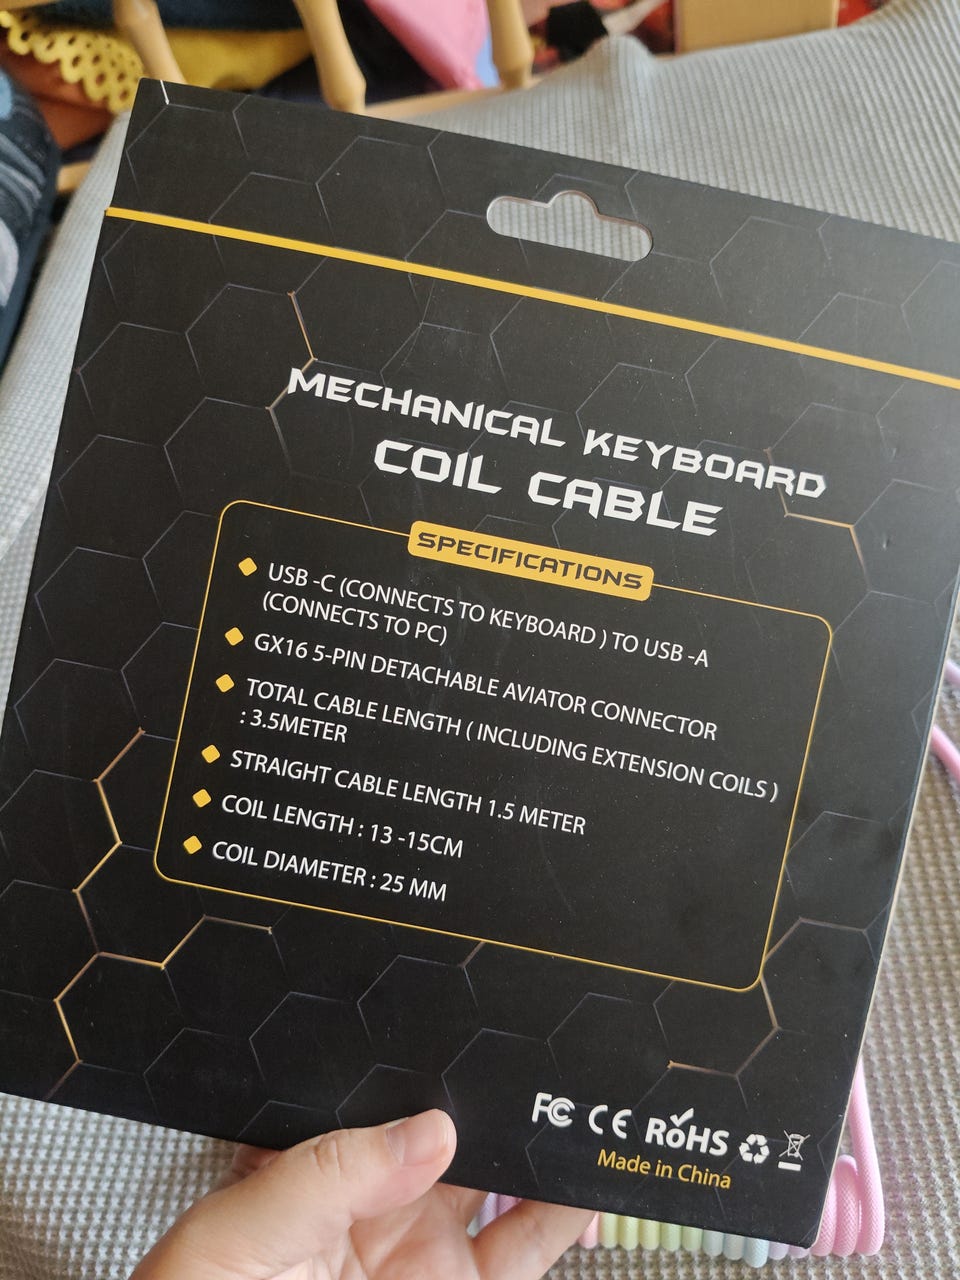 MECHANICAL KEYBOARD
COIL CABLE
SPECIFICATIONS
USB -C (CONNECTS TO KEYBOARD ) TO USB -A
(CONNECTS TO PC)
GX16 5-PIN DETACHABLE AVIATOR CONNECTOR
TOTAL CABLE LENGTH ( INCLUDING EXTENSION COILS )
: 3.5METER
STRAIGHT CABLE LENGTH 1.5 METER
COIL LENGTH : 13 -15CM
COIL DIAMETER : 25 MM
FC CE RoHS
Made in China